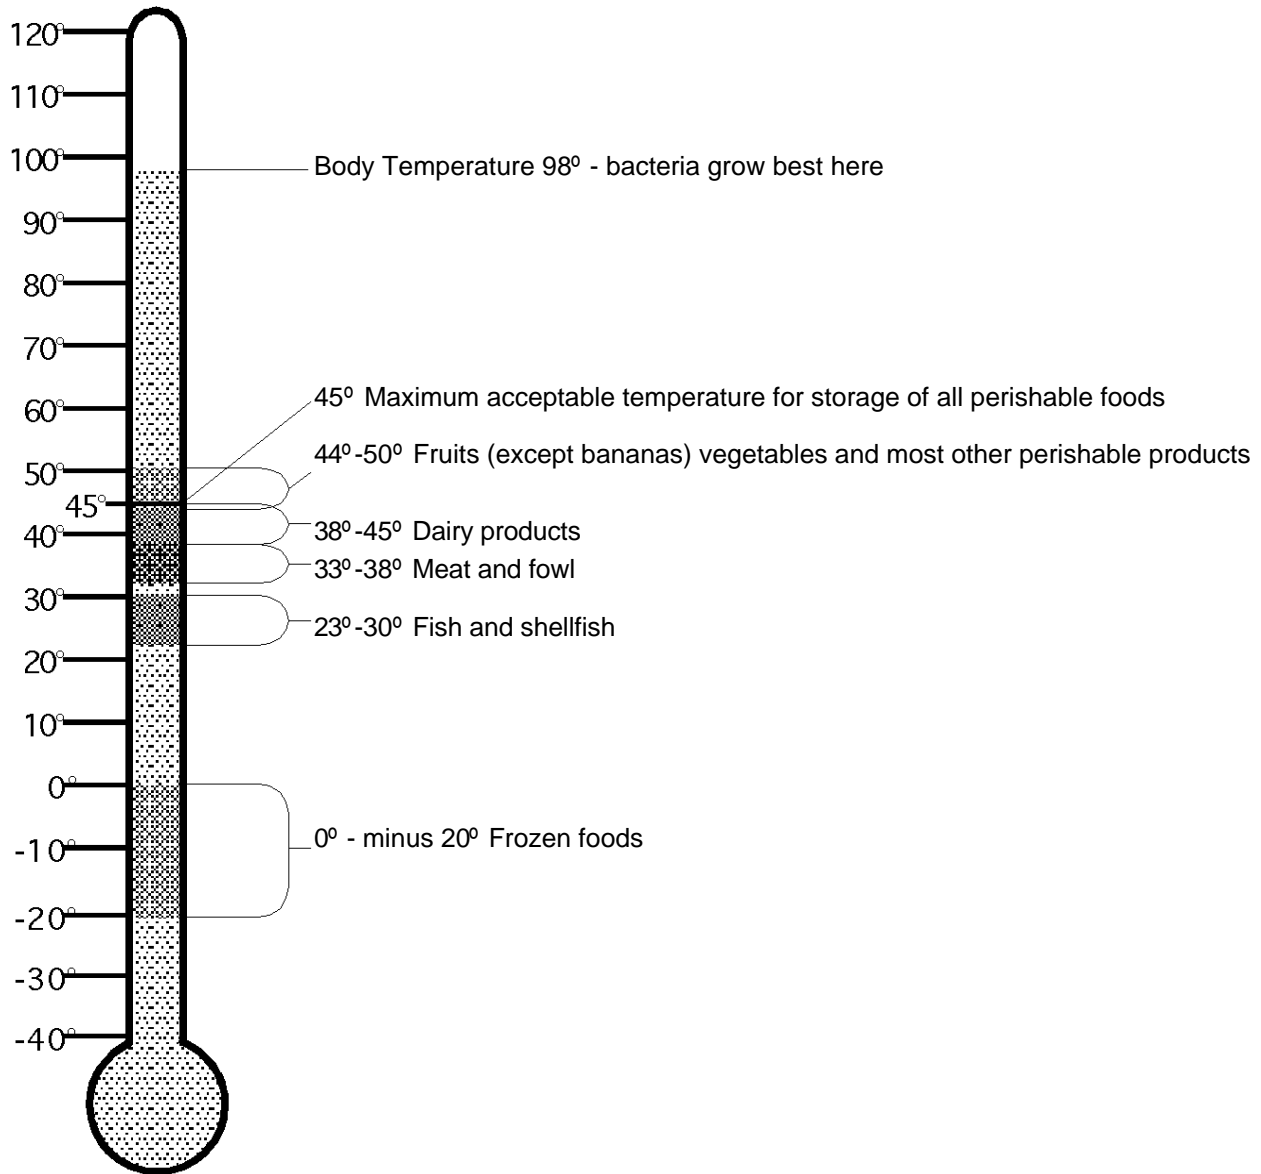 120°
110°
100°
Body Temperature 98º - bacteria grow best here
90°
80°
70°
45º Maximum acceptable temperature for storage of all perishable foods
60°
44º-50º Fruits (except bananas) vegetables and most other perishable products
50°
45°
38º-45º Dairy products
40°
33º-38º Meat and fowl
30°
23º-30º Fish and shellfish
20°
10°
0°
0º - minus 20º Frozen foods
-10°
-20°
-30°
-40°